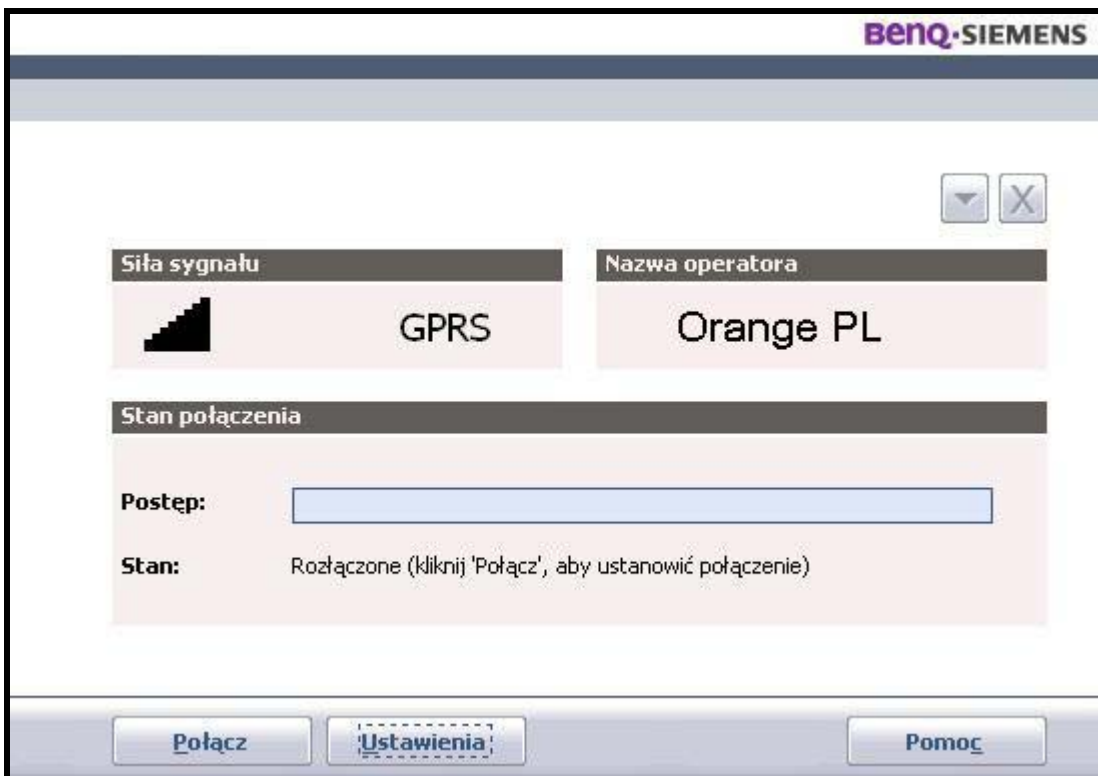 BenQ-SIEMENS
X
Siła sygnału
Nazwa operatora
GPRS
Orange PL
Stan połączenia
Postęp:
Stan: Rozłączone (kliknij 'Połącz', aby ustanowić połączenie)
Połącz Ustawienia Pomoc